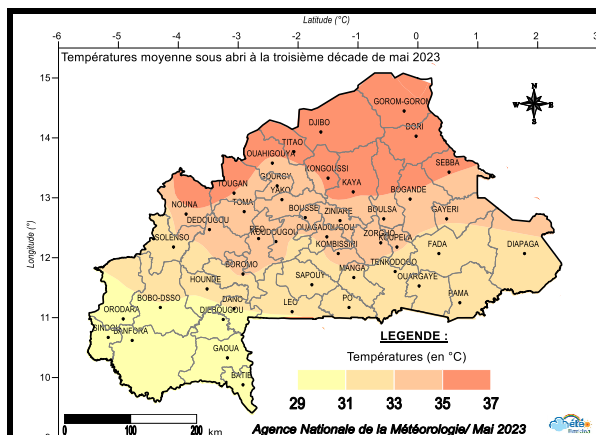 Latitude (°C)
-6 -5 -4 -3 -2 -1 0 1 2 3
Températures moyenne sous abri à la troisième décade de mai 2023
15
GOROM-GORON
N
W E
S
DJIBO
14
DORI
TITAO
OUAHIGOUYA
KONGOUSSI
SEBBA
GOURCY
TOUGAN
KAYA
YAKO
BOGANDE
13
NOUNA
TOMA
BOUSSE
ZINIARE
BOULSA
GAYERI
DEDOUGOU
OUAGADOUGOU
ZORGHO
SOLENSO
REO
KOUDOUGOU
KOUPELA
KOMBISSIRI
FADA
DIAPAGA
12
TENKODOGO
BOROMO
MANGA
SAPOUY
OUARGAYE
HOUNDE
PAMA
BOBO-DSSO
DANO
LEO
PO
11
ORODARA
DIEBOUGOU
SINDOU
BANFORA
LEGENDE :
GAOUA
Températures (en °C)
10
BATIE
29 31 33 35 37
0 100 200
km
Agence Nationale de la Météorologie/ Mai 2023
Longitude (°)